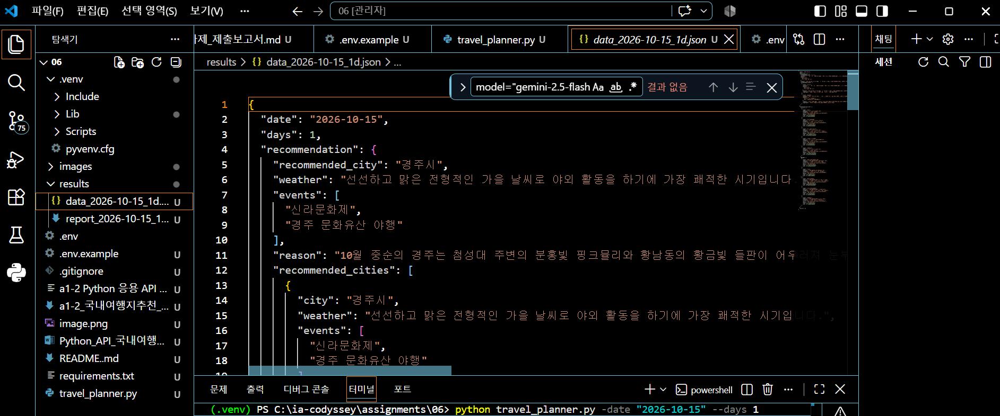 파일(F) 편집(E) 선택 영역(S) 보기(V) ··· 06 [관리자]
탐색기
제_제출보고서.md U .env.example U travel_planner.py U data_2026-10-15_1d.json U .env
채팅
06
results > {} data_2026-10-15_1d.json > ...
세션
.venv
Include
Lib
Scripts
75
pyvenv.cfg
images
results
data_2026-10-15_1d.... U
report_2026-10-15_1... U
.env
.env.example U
.gitignore U
a1-2 Python 응용 API ... U
a1-2_국내여행지추천_... U
image.png U
Python_API_국내여행... U
README..md U
requirements.txt U
travel_planner.py U
model="gemini-2.5-flash Aa ab .* 결과 없음
1 {
2 "date": "2026-10-15",
3 "days": 1,
4 "recommendation": {
5 "recommended_city": "경주시",
6 "weather": "선선하고 맑은 전형적인 가을 날씨로 야외 활동을 하기에 가장 쾌적한 시기입니다.
7 "events": [
8 "신라문화제",
9 "경주 문화유산 야행"
10 ],
11 "reason": "10월 중순의 경주는 첨성대 주변의 분홍빛 핑크뮬리와 황남동의 황금빛 들판이 어우러져 눈부
12 "recommended_cities": [
13 {
14 "city": "경주시",
15 "weather": "선선하고 맑은 전형적인 가을 날씨로 야외 활동을 하기에 가장 쾌적한 시기입니다.",
16 "events": [
17 "신라문화제",
18 "경주 문화유산 야행"
19 ]
문제 출력 디버그 콘솔 터미널 포트 powershell
(.venv) PS C:\ia-codyssey\assignments\06> python travel_planner.py -date "2026-10-15" --days 1